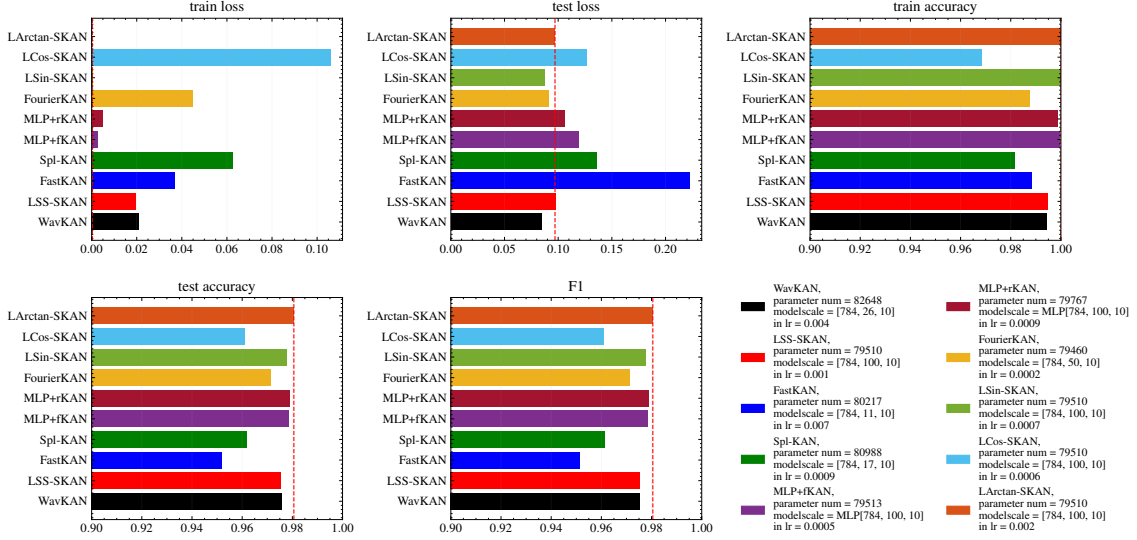 train loss
LArctan-SKAN
LCos-SKAN
LSin-SKAN
FourierKAN
MLP+rKAN
MLP+fKAN
Spl-KAN
FastKAN
LSS-SKAN
WavKAN
0.00 0.02 0.04 0.06 0.08 0.10
test loss
LArctan-SKAN
LCos-SKAN
LSin-SKAN
FourierKAN
MLP+rKAN
MLP+fKAN
Spl-KAN
FastKAN
LSS-SKAN
WavKAN
0.00 0.05 0.10 0.15 0.20
train accuracy
LArctan-SKAN
LCos-SKAN
LSin-SKAN
FourierKAN
MLP+rKAN
MLP+fKAN
Spl-KAN
FastKAN
LSS-SKAN
WavKAN
0.90 0.92 0.94 0.96 0.98 1.00
test accuracy
LArctan-SKAN
LCos-SKAN
LSin-SKAN
FourierKAN
MLP+rKAN
MLP+fKAN
Spl-KAN
FastKAN
LSS-SKAN
WavKAN
0.90 0.92 0.94 0.96 0.98 1.00
F1
LArctan-SKAN
LCos-SKAN
LSin-SKAN
FourierKAN
MLP+rKAN
MLP+fKAN
Spl-KAN
FastKAN
LSS-SKAN
WavKAN
0.90 0.92 0.94 0.96 0.98 1.00
WavKAN,
parameter num = 82648
modelscale = [784, 26, 10]
in lr = 0.004
LSS-SKAN,
parameter num = 79510
modelscale = [784, 100, 10]
in lr = 0.001
FastKAN,
parameter num = 80217
modelscale = [784, 11, 10]
in lr = 0.007
Spl-KAN,
parameter num = 80988
modelscale = [784, 17, 10]
in lr = 0.0009
MLP+fKAN,
parameter num = 79513
modelscale = MLP[784, 100, 10]
in lr = 0.0005
MLP+rKAN,
parameter num = 79767
modelscale = MLP[784, 100, 10]
in lr = 0.0009
FourierKAN,
parameter num = 79460
modelscale = [784, 50, 10]
in lr = 0.0002
LSin-SKAN,
parameter num = 79510
modelscale = [784, 100, 10]
in lr = 0.0007
LCos-SKAN,
parameter num = 79510
modelscale = [784, 100, 10]
in lr = 0.0006
LArctan-SKAN,
parameter num = 79510
modelscale = [784, 100, 10]
in lr = 0.002